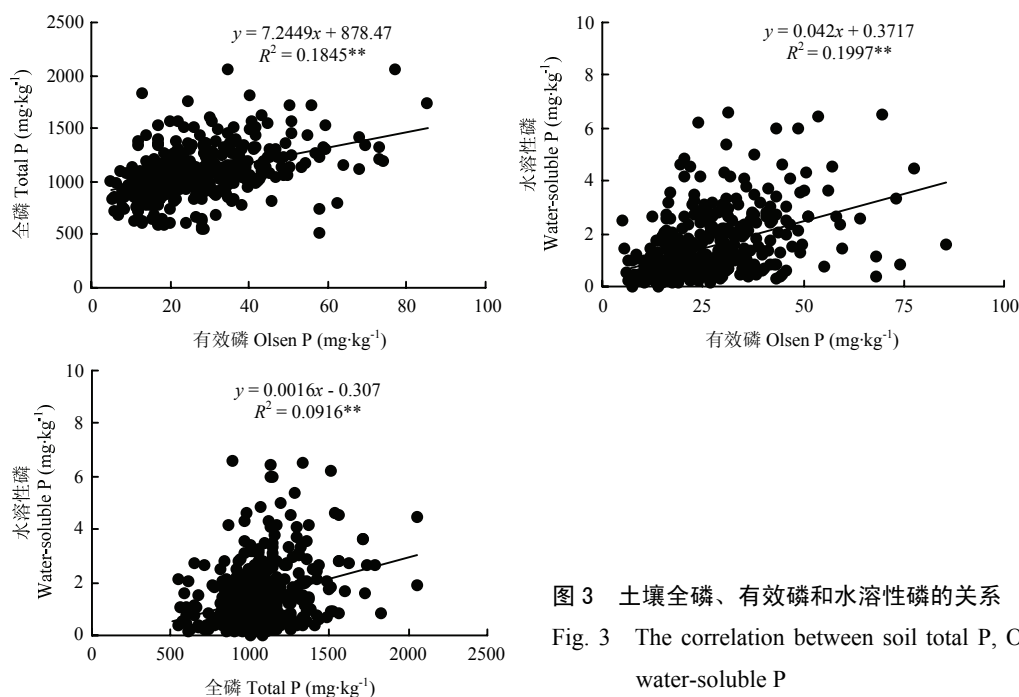 y = 7.2449x + 878.47
R² = 0.1845**
2500
2000
1500
1000
500
0
全磷 Total P (mg·kg⁻¹)
0 20 40 60 80 100
有效磷 Olsen P (mg·kg⁻¹)
y = 0.042x + 0.3717
R² = 0.1997**
10
8
6
4
2
0
水溶性磷
Water-soluble P (mg·kg⁻¹)
0 25 50 75 100
有效磷 Olsen P (mg·kg⁻¹)
y = 0.0016x - 0.307
R² = 0.0916**
10
8
6
4
2
0
水溶性磷
Water-soluble P (mg·kg⁻¹)
0 500 1000 1500 2000 2500
全磷 Total P (mg·kg⁻¹)
图 3 土壤全磷、有效磷和水溶性磷的关系
Fig. 3 The correlation between soil total P,
water-soluble P